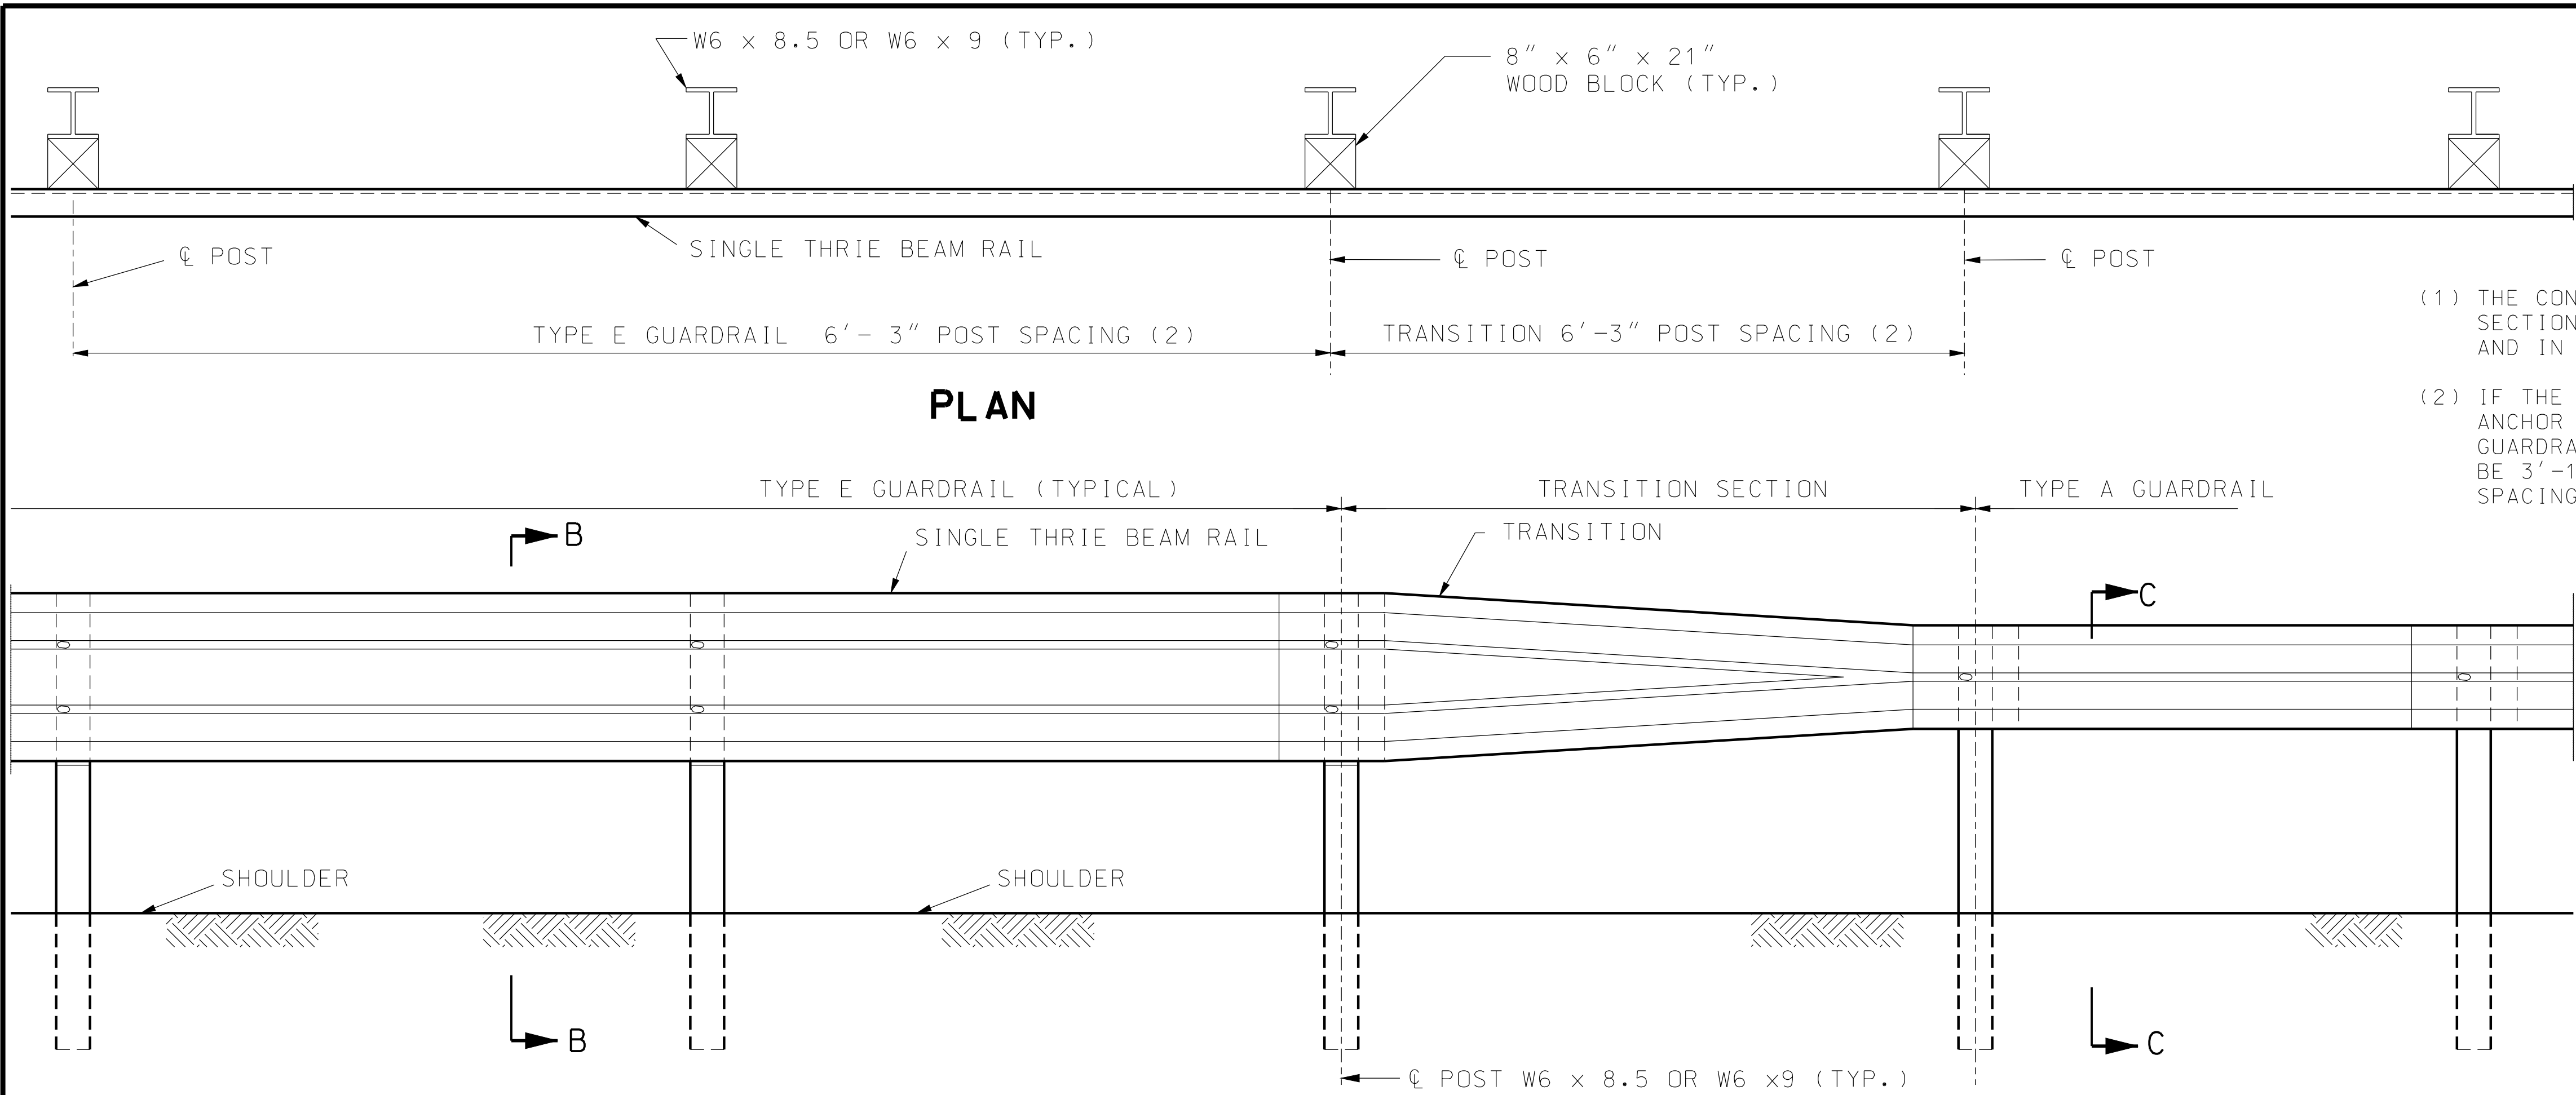 W6 x 8.5 OR W6 x 9 (TYP.)
8" x 6" x 21"
WOOD BLOCK (TYP.)
SINGLE THRIE BEAM RAIL
℄ POST
℄ POST
℄ POST
TYPE E GUARDRAIL 6'- 3" POST SPACING (2)
TRANSITION 6'-3" POST SPACING (2)
PLAN
(1) THE CON
SECTION
AND IN
(2) IF THE
ANCHOR
GUARDRA
BE 3'-1
SPACING
TYPE E GUARDRAIL (TYPICAL)
TRANSITION SECTION
TYPE A GUARDRAIL
B
SINGLE THRIE BEAM RAIL
TRANSITION
C
SHOULDER
SHOULDER
B
C
℄ POST W6 x 8.5 OR W6 x9 (TYP.)